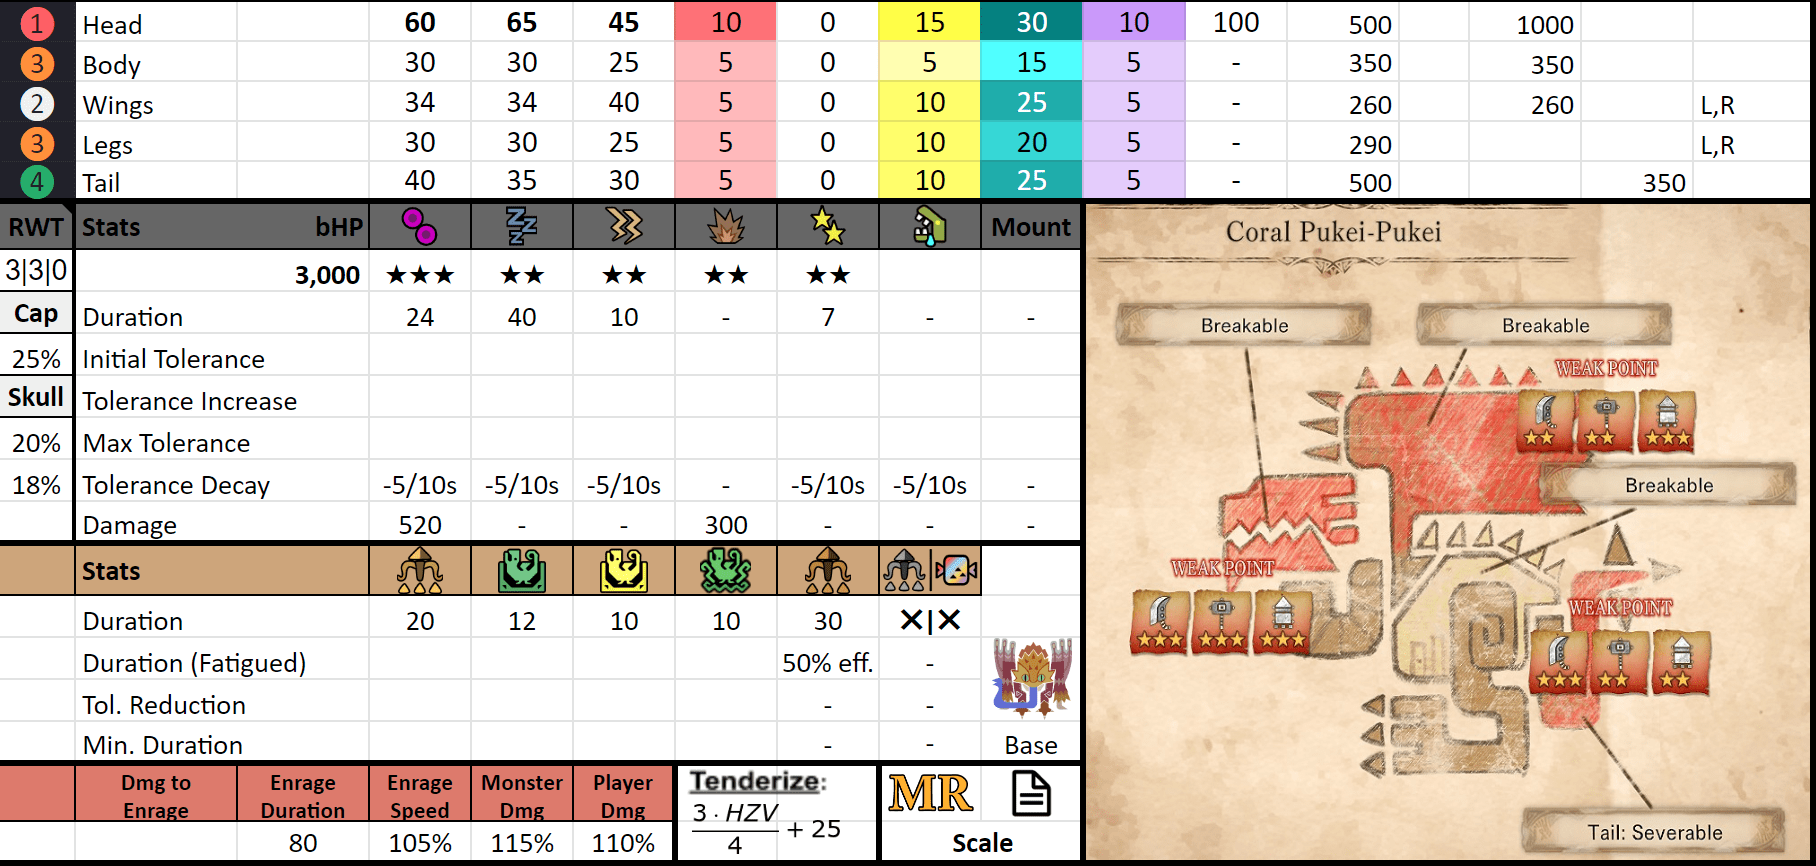 1 Head 60 65 45 10 0 15 30 10 100 500 1000
3 Body 30 30 25 5 0 5 15 5 - 350 350
2 Wings 34 34 40 5 0 10 25 5 - 260 260 L,R
3 Legs 30 30 25 5 0 10 20 5 - 290 L,R
4 Tail 40 35 30 5 0 10 25 5 - 500 350
RWT Stats bHP Mount
3|3|0 3,000 ★★★ ★★ ★★ ★★ ★★
Cap Duration 24 40 10 - 7 - -
25% Initial Tolerance
Skull Tolerance Increase
20% Max Tolerance
18% Tolerance Decay -5/10s -5/10s -5/10s - -5/10s -5/10s -
Damage 520 - - 300 - - -
Stats
Duration 20 12 10 10 30 ✕|✕
Duration (Fatigued) 50% eff. -
Tol. Reduction - -
Min. Duration - - Base
Dmg to Enrage
Enrage Duration
Enrage Speed
Monster Dmg
Player Dmg
80 105% 115% 110%
Tenderize:
3 · HZV
4
+ 25
MR
Scale
Coral Pukei-Pukei
Breakable
Breakable
WEAK POINT
★★ ★★ ★★★
Breakable
WEAK POINT
★★★ ★★★ ★★★
WEAK POINT
★★★ ★★ ★★
Tail: Severable